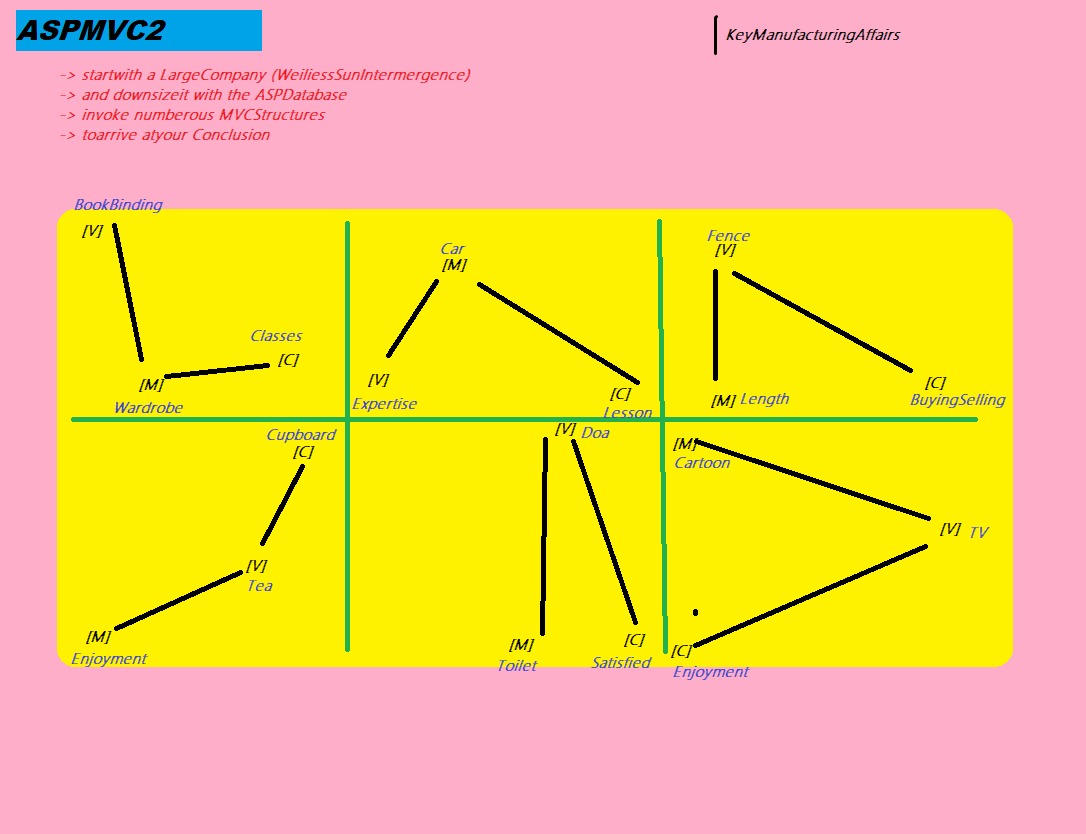 ASPMVC2
KeyManufacturingAffairs
-> startwith a LargeCompany (WeiliessSunIntermergence)
-> and downsizeit with the ASPDatabase
-> invoke numberous MVCStructures
-> toarrive atyour Conclusion
BookBinding
[V]
Classes
[C]
[M]
Wardrobe
Car
[M]
[V]
Expertise
[C]
Lesson
Fence
[V]
[M] Length
[C]
BuyingSelling
Cupboard
[C]
[V]
Tea
[M]
Enjoyment
[V] Doa
[M]
Toilet
[C]
Satisfied
[M]
Cartoon
[V] TV
[C]
Enjoyment